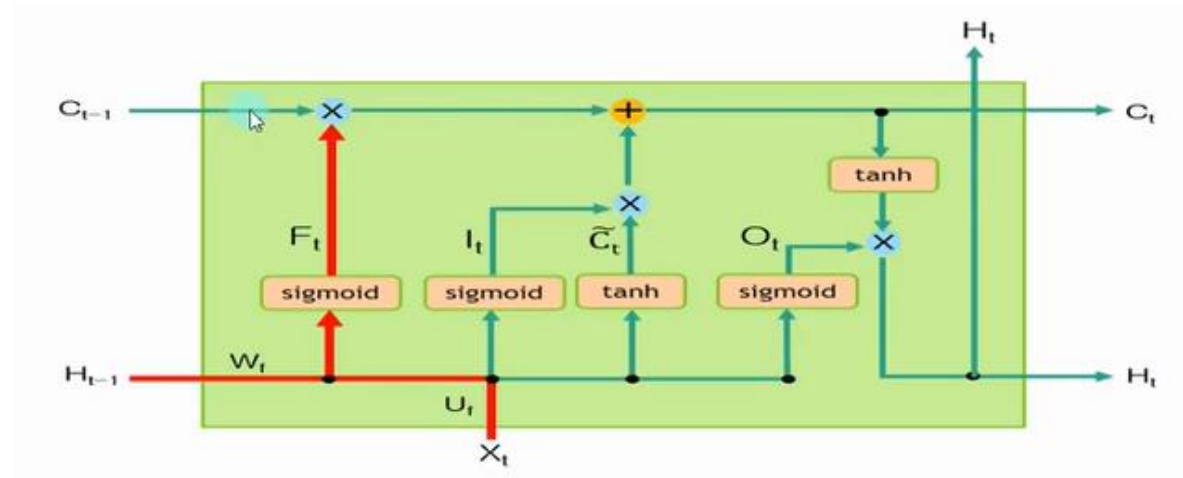 Hₜ
Cₜ₋₁ × + Cₜ
tanh
×
Fₜ Iₜ C̃ₜ Oₜ ×
sigmoid sigmoid tanh sigmoid
W_f
Hₜ₋₁ Hₜ
U_f
Xₜ